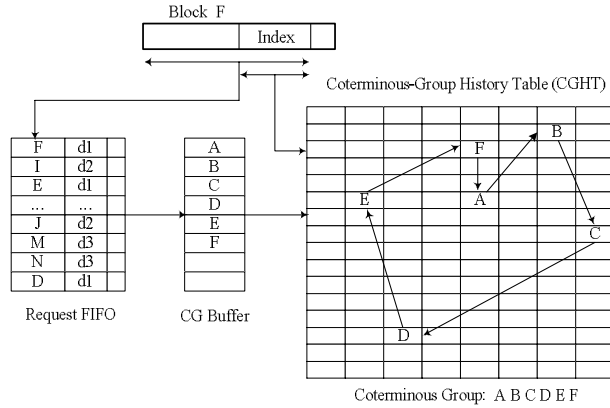 Block F
Index
Coterminous-Group History Table (CGHT)
F d1
I d2
E d1
... ...
J d2
M d3
N d3
D d1
Request FIFO
A
B
C
D
E
F
CG Buffer
B
F
E
A
C
D
Coterminous Group: A B C D E F